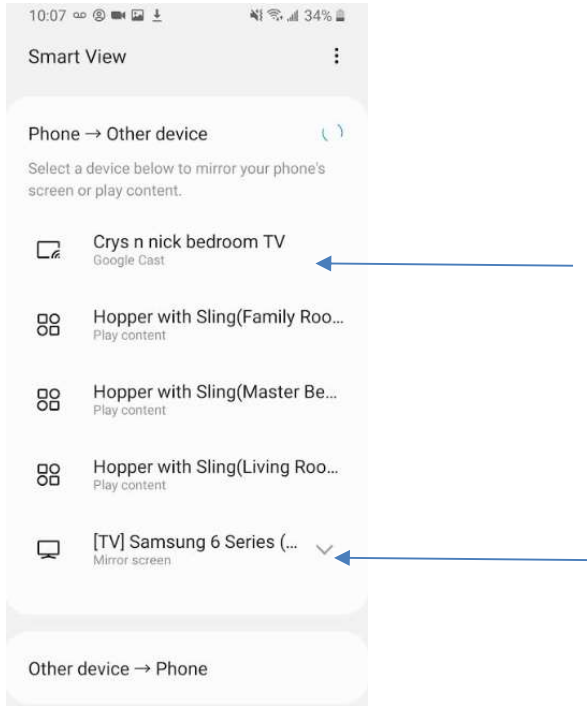 10:07 34%
Smart View
Phone → Other device
Select a device below to mirror your phone's
screen or play content.
Crys n nick bedroom TV
Google Cast
Hopper with Sling(Family Roo...
Play content
Hopper with Sling(Master Be...
Play content
Hopper with Sling(Living Roo...
Play content
[TV] Samsung 6 Series (...
Mirror screen
Other device → Phone